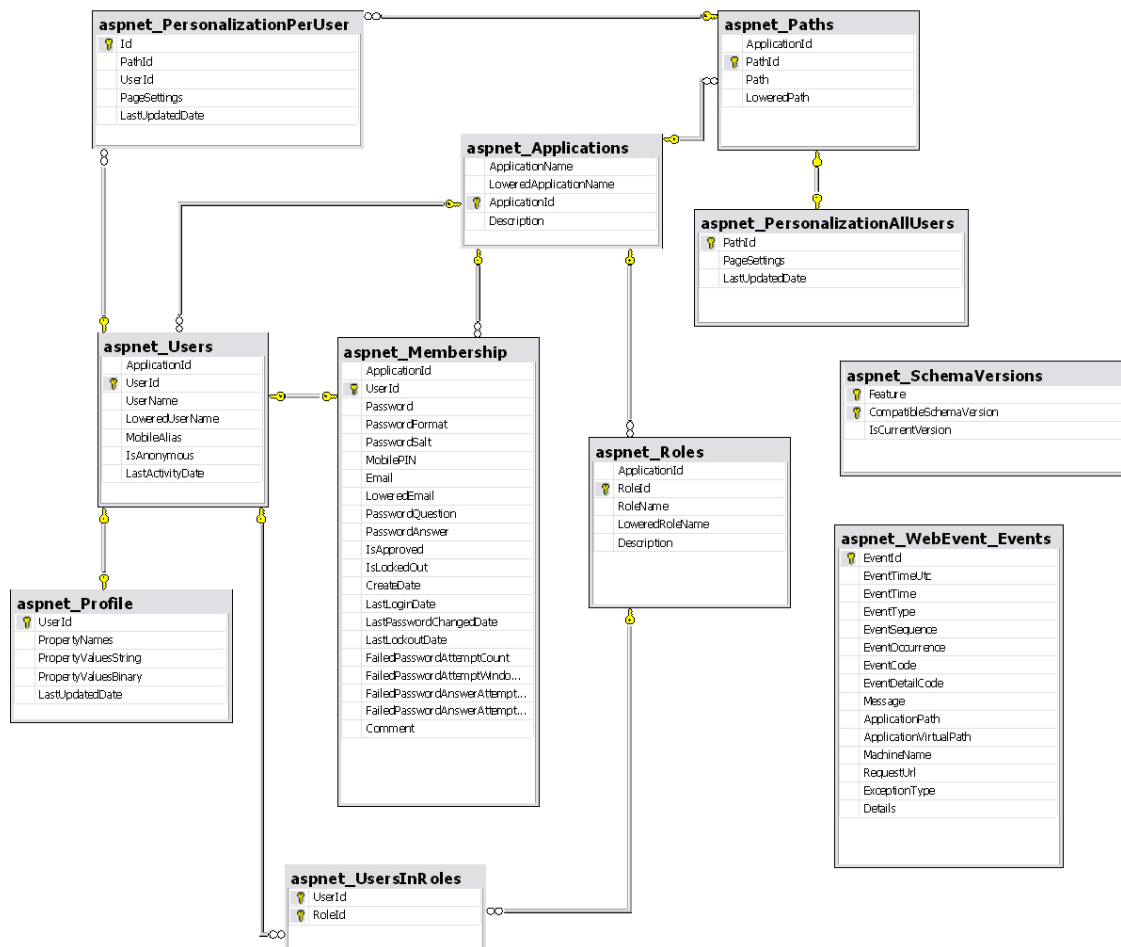 aspnet_PersonalizationPerUser
Id
PathId
UserId
PageSettings
LastUpdatedDate
aspnet_Paths
ApplicationId
PathId
Path
LoweredPath
aspnet_Applications
ApplicationName
LoweredApplicationName
ApplicationId
Description
aspnet_PersonalizationAllUsers
PathId
PageSettings
LastUpdatedDate
aspnet_Users
ApplicationId
UserId
UserName
LoweredUserName
MobileAlias
IsAnonymous
LastActivityDate
aspnet_Membership
ApplicationId
UserId
Password
PasswordFormat
PasswordSalt
MobilePIN
Email
LoweredEmail
PasswordQuestion
PasswordAnswer
IsApproved
IsLockedOut
CreateDate
LastLoginDate
LastPasswordChangedDate
LastLockoutDate
FailedPasswordAttemptCount
FailedPasswordAttemptWindo...
FailedPasswordAnswerAttempt...
FailedPasswordAnswerAttempt...
Comment
aspnet_SchemaVersions
Feature
CompatibleSchemaVersion
IsCurrentVersion
aspnet_Roles
ApplicationId
RoleId
RoleName
LoweredRoleName
Description
aspnet_WebEvent_Events
EventId
EventTimeUtc
EventTime
EventType
EventSequence
EventOccurrence
EventCode
EventDetailCode
Message
ApplicationPath
ApplicationVirtualPath
MachineName
RequestUrl
ExceptionType
Details
aspnet_Profile
UserId
PropertyNames
PropertyValuesString
PropertyValuesBinary
LastUpdatedDate
aspnet_UsersInRoles
UserId
RoleId